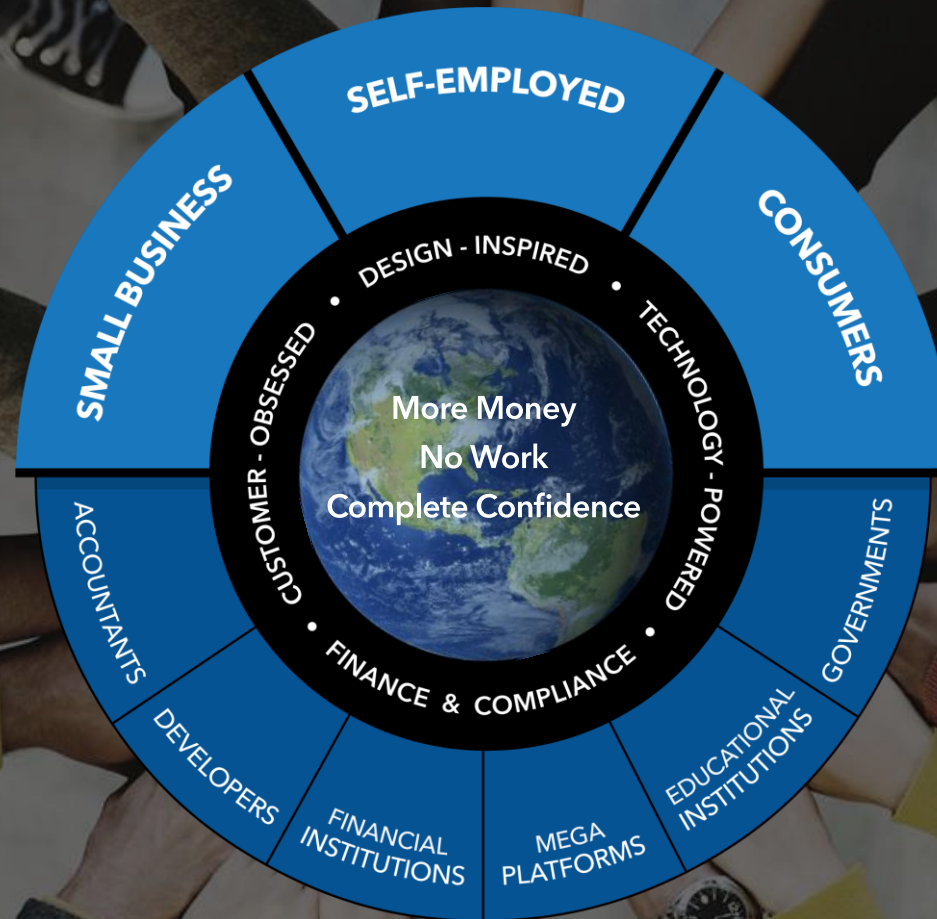 SELF-EMPLOYED
SMALL BUSINESS
CONSUMERS
DESIGN - INSPIRED
•
TECHNOLOGY - POWERED
•
FINANCE & COMPLIANCE
•
CUSTOMER - OBSESSED
•
More Money
No Work
Complete Confidence
ACCOUNTANTS
DEVELOPERS
FINANCIAL
INSTITUTIONS
MEGA
PLATFORMS
EDUCATIONAL
INSTITUTIONS
GOVERNMENTS